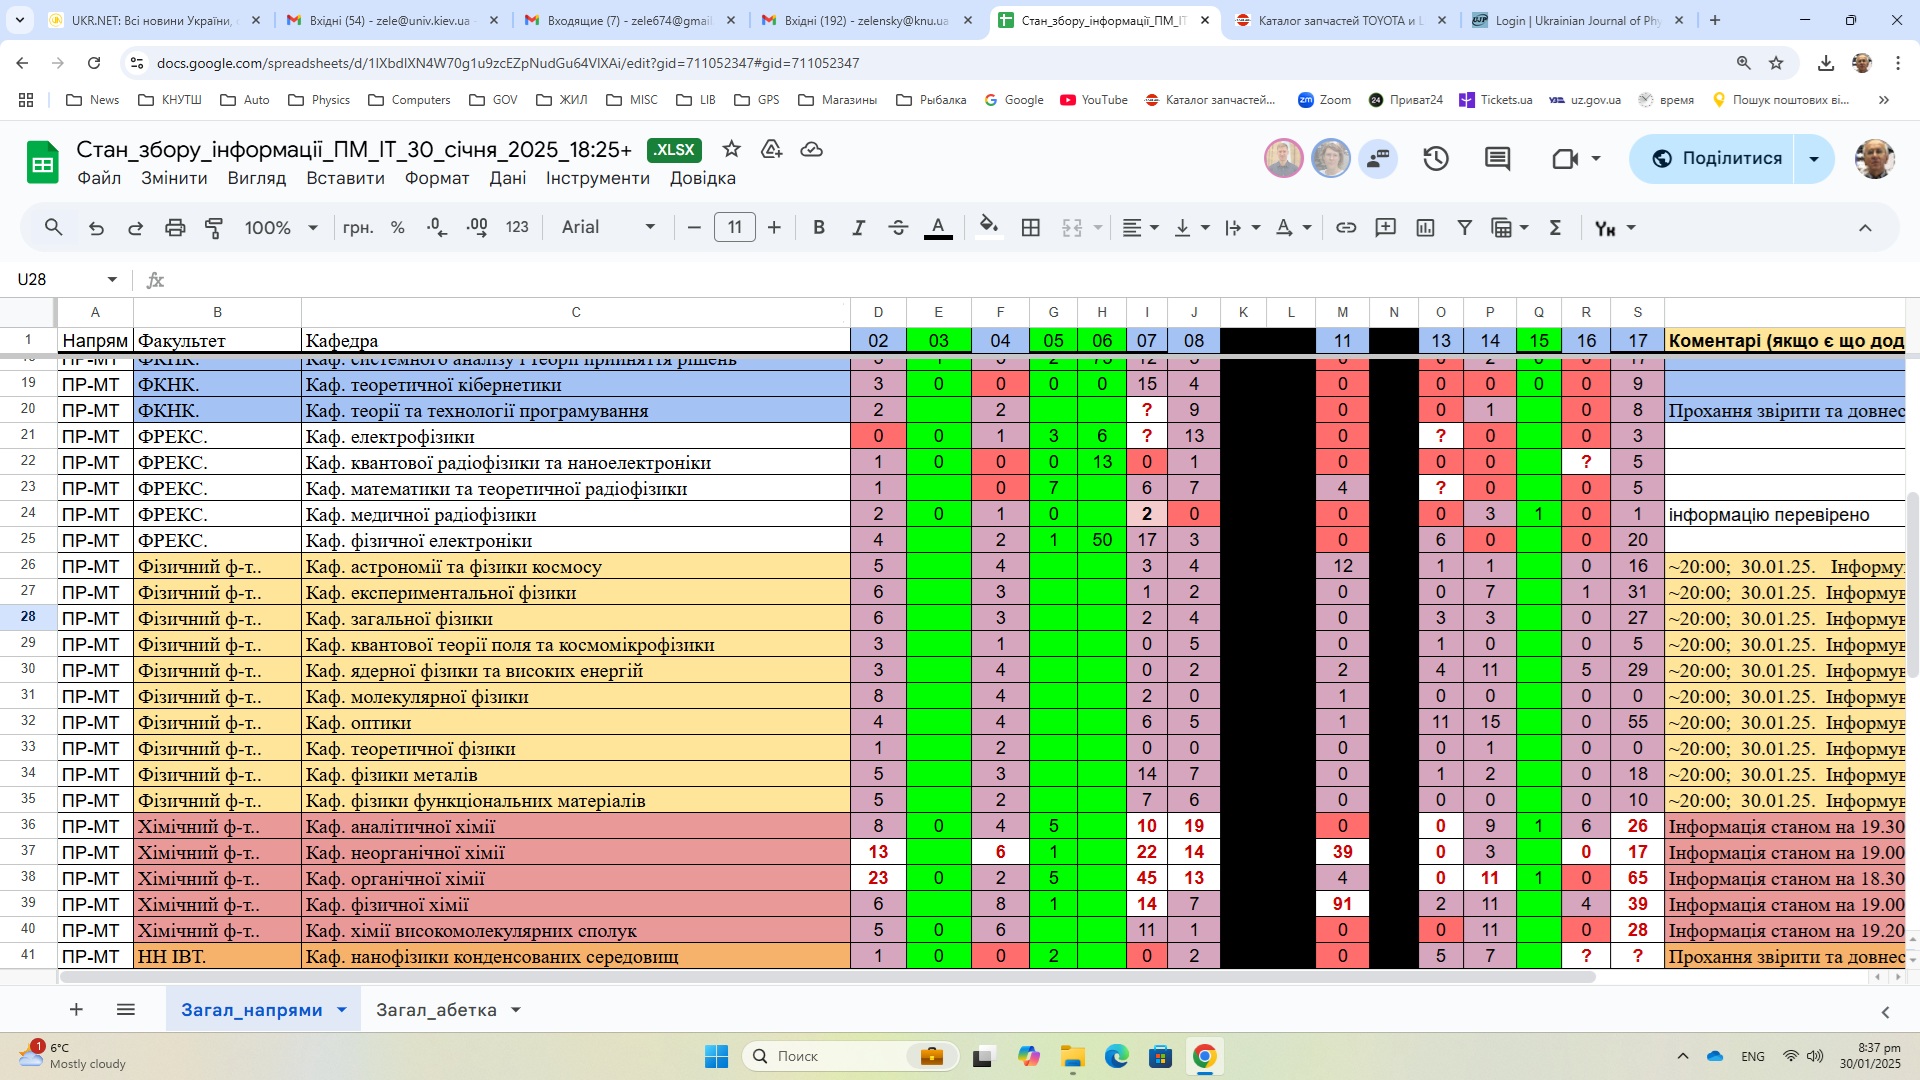 UKR.NET: Всі новини України,
Вхідні (54) - zele@univ.kiev.ua -
Входящие (7) - zele674@gmail
Вхідні (192) - zelensky@knu.ua
Стан_збору_інформації_ПМ_ІТ
Каталог запчастей TOYOTA и L
Login | Ukrainian Journal of Phy
docs.google.com/spreadsheets/d/1IXbdIXN4W70g1u9zcEZpNudGu64VlXAi/edit?gid=711052347#gid=711052347
News КНУТШ Auto Physics Computers GOV ЖИЛ MISC LIB GPS Магазины Рыбалка Google YouTube Каталог запчастей... Zoom Приват24 Tickets.ua uz.gov.ua время Пошук поштових ві...
Стан_збору_інформації_ПМ_ІТ_30_січня_2025_18:25+ .XLSX
Поділитися
Файл Змінити Вигляд Вставити Формат Дані Інструменти Довідка
100% грн. % .0 .00 123 Arial 11 B I A Σ
U28 fx
A B C D E F G H I J K L M N O P Q R S
1 Напрям Факультет Кафедра 02 03 04 05 06 07 08 11 13 14 15 16 17 Коментарі (якщо є що дод
ПР-МТ ФКНК. Каф. системного аналізу і теорії прийняття рішень
19 ПР-МТ ФКНК. Каф. теоретичної кібернетики 3 0 0 0 0 15 4 0 0 0 0 0 9
20 ПР-МТ ФКНК. Каф. теорії та технології програмування 2 2 ? 9 0 0 1 0 8 Прохання звірити та довнес
21 ПР-МТ ФРЕКС. Каф. електрофізики 0 0 1 3 6 ? 13 0 ? 0 0 3
22 ПР-МТ ФРЕКС. Каф. квантової радіофізики та наноелектроніки 1 0 0 0 13 0 1 0 0 0 ? 5
23 ПР-МТ ФРЕКС. Каф. математики та теоретичної радіофізики 1 0 7 6 7 4 ? 0 0 5
24 ПР-МТ ФРЕКС. Каф. медичної радіофізики 2 0 1 0 2 0 0 0 3 1 0 1 інформацію перевірено
25 ПР-МТ ФРЕКС. Каф. фізичної електроніки 4 2 1 50 17 3 0 6 0 0 20
26 ПР-МТ Фізичний ф-т.. Каф. астрономії та фізики космосу 5 4 3 4 12 1 1 0 16 ~20:00; 30.01.25. Інформу
27 ПР-МТ Фізичний ф-т.. Каф. експериментальної фізики 6 3 1 2 0 0 7 1 31 ~20:00; 30.01.25. Інформув
28 ПР-МТ Фізичний ф-т.. Каф. загальної фізики 6 3 2 4 0 3 3 0 27 ~20:00; 30.01.25. Інформув
29 ПР-МТ Фізичний ф-т.. Каф. квантової теорії поля та космомікрофізики 3 1 0 5 0 1 0 0 5 ~20:00; 30.01.25. Інформув
30 ПР-МТ Фізичний ф-т.. Каф. ядерної фізики та високих енергій 3 4 0 2 2 4 11 5 29 ~20:00; 30.01.25. Інформув
31 ПР-МТ Фізичний ф-т.. Каф. молекулярної фізики 8 4 2 0 1 0 0 0 0 ~20:00; 30.01.25. Інформув
32 ПР-МТ Фізичний ф-т.. Каф. оптики 4 4 6 5 1 11 15 0 55 ~20:00; 30.01.25. Інформув
33 ПР-МТ Фізичний ф-т.. Каф. теоретичної фізики 1 2 0 0 0 0 1 0 0 ~20:00; 30.01.25. Інформув
34 ПР-МТ Фізичний ф-т.. Каф. фізики металів 5 3 14 7 0 1 2 0 18 ~20:00; 30.01.25. Інформув
35 ПР-МТ Фізичний ф-т.. Каф. фізики функціональних матеріалів 5 2 7 6 0 0 0 0 10 ~20:00; 30.01.25. Інформув
36 ПР-МТ Хімічний ф-т.. Каф. аналітичної хімії 8 0 4 5 10 19 0 0 9 1 6 26 Інформація станом на 19.30
37 ПР-МТ Хімічний ф-т.. Каф. неорганічної хімії 13 6 1 22 14 39 0 3 0 17 Інформація станом на 19.00
38 ПР-МТ Хімічний ф-т.. Каф. органічної хімії 23 0 2 5 45 13 4 0 11 1 0 65 Інформація станом на 18.30
39 ПР-МТ Хімічний ф-т.. Каф. фізичної хімії 6 8 1 14 7 91 2 11 4 39 Інформація станом на 19.00
40 ПР-МТ Хімічний ф-т.. Каф. хімії високомолекулярних сполук 5 0 6 11 1 0 0 11 0 28 Інформація станом на 19.20
41 ПР-МТ НН ІВТ. Каф. нанофізики конденсованих середовищ 1 0 0 2 0 2 0 5 7 ? ? Прохання звірити та довнес
Загал_напрями Загал_абетка
1 6°C
Mostly cloudy
Поиск
ENG
8:37 pm
30/01/2025